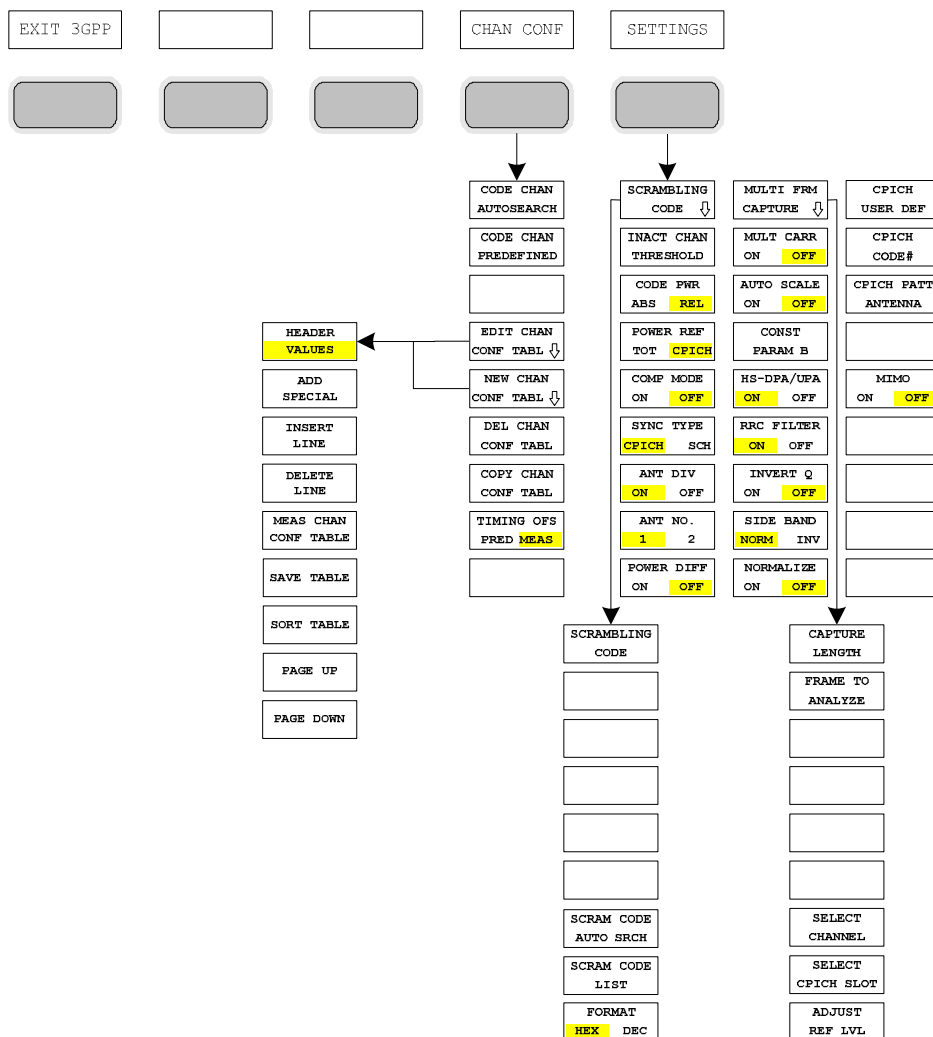 EXIT 3GPP
CHAN CONF
SETTINGS
CODE CHAN
AUTOSEARCH
CODE CHAN
PREDEFINED
EDIT CHAN
CONF TABL
NEW CHAN
CONF TABL
DEL CHAN
CONF TABL
COPY CHAN
CONF TABL
TIMING OFS
PRED MEAS
HEADER
VALUES
ADD
SPECIAL
INSERT
LINE
DELETE
LINE
MEAS CHAN
CONF TABLE
SAVE TABLE
SORT TABLE
PAGE UP
PAGE DOWN
SCRAMBLING
CODE
INACT CHAN
THRESHOLD
CODE PWR
ABS REL
POWER REF
TOT CPICH
COMP MODE
ON OFF
SYNC TYPE
CPICH SCH
ANT DIV
ON OFF
ANT NO.
1 2
POWER DIFF
ON OFF
MULTI FRM
CAPTURE
MULT CARR
ON OFF
AUTO SCALE
ON OFF
CONST
PARAM B
HS-DPA/UPA
ON OFF
RRC FILTER
ON OFF
INVERT Q
ON OFF
SIDE BAND
NORM INV
NORMALIZE
ON OFF
CPICH
USER DEF
CPICH
CODE#
CPICH PATT
ANTENNA
MIMO
ON OFF
SCRAMBLING
CODE
SCRAM CODE
AUTO SRCH
SCRAM CODE
LIST
FORMAT
HEX DEC
CAPTURE
LENGTH
FRAME TO
ANALYZE
SELECT
CHANNEL
SELECT
CPICH SLOT
ADJUST
REF LVL